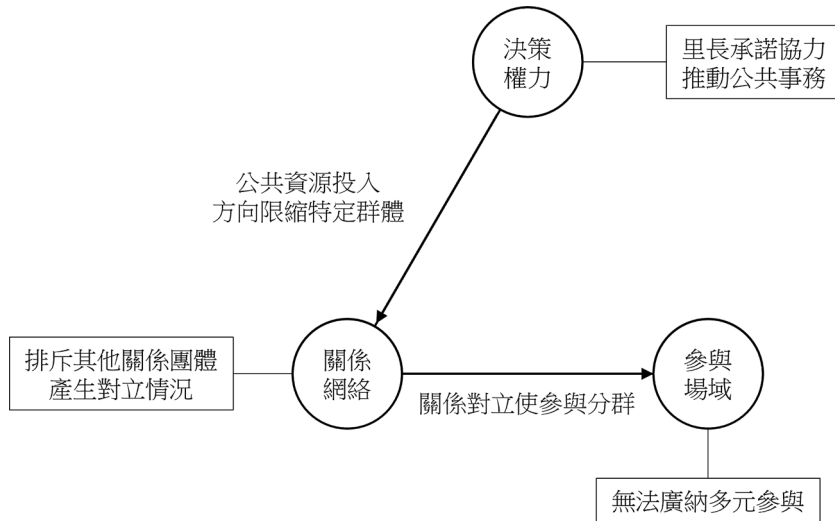 決策
權力
里長承諾協力
推動公共事務
公共資源投入
方向限縮特定群體
排斥其他關係團體
產生對立情況
關係
網絡
關係對立使參與分群
參與
場域
無法廣納多元參與